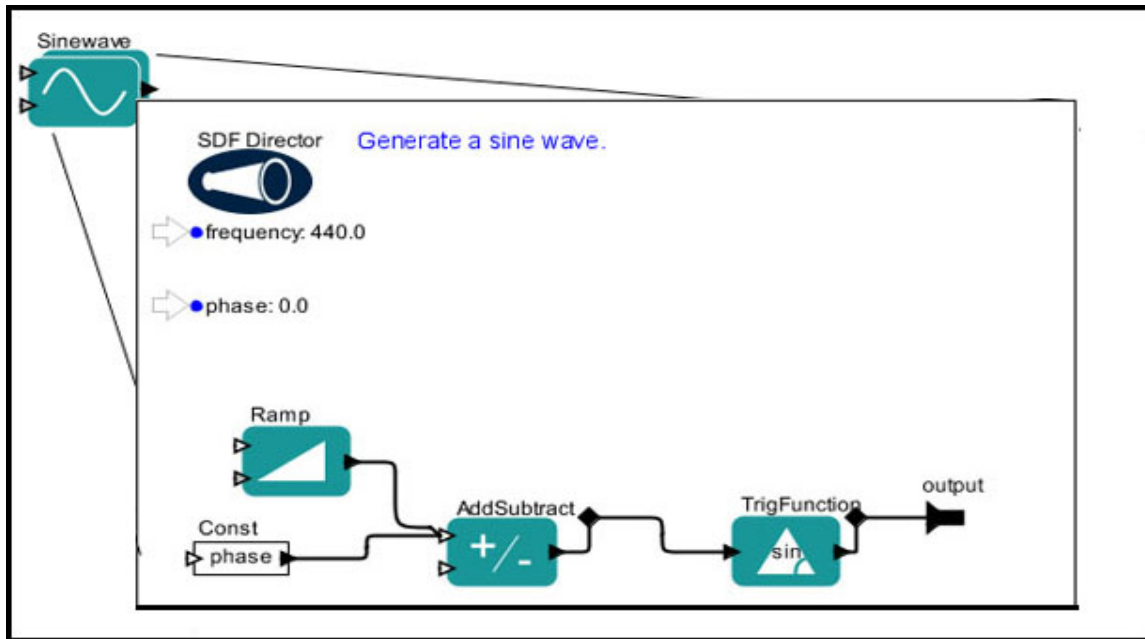 Sinewave
SDF Director
Generate a sine wave.
frequency: 440.0
phase: 0.0
Ramp
Const
phase
AddSubtract
+/-
TrigFunction
sin
output